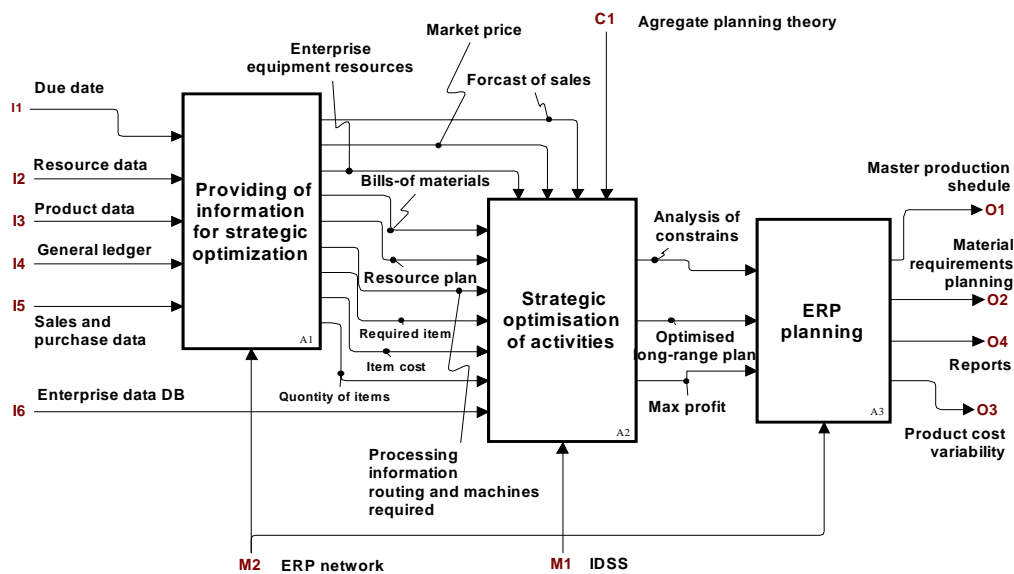 C1
Agregate planning theory
Market price
Enterprise
equipment resources
Forcast of sales
I1
Due date
I2
Resource data
I3
Product data
I4
General ledger
I5
Sales and
purchase data
I6
Enterprise data DB
Providing of
information
for strategic
optimization
A1
Bills-of materials
Resource plan
Required item
Item cost
Quontity of items
Processing
information
routing and machines
required
Strategic
optimisation
of activities
A2
Analysis of
constrains
Optimised
long-range plan
Max profit
ERP
planning
A3
Master production
shedule
O1
Material
requirements
planning
O2
O4
Reports
O3
Product cost
variability
M2
ERP network
M1
IDSS